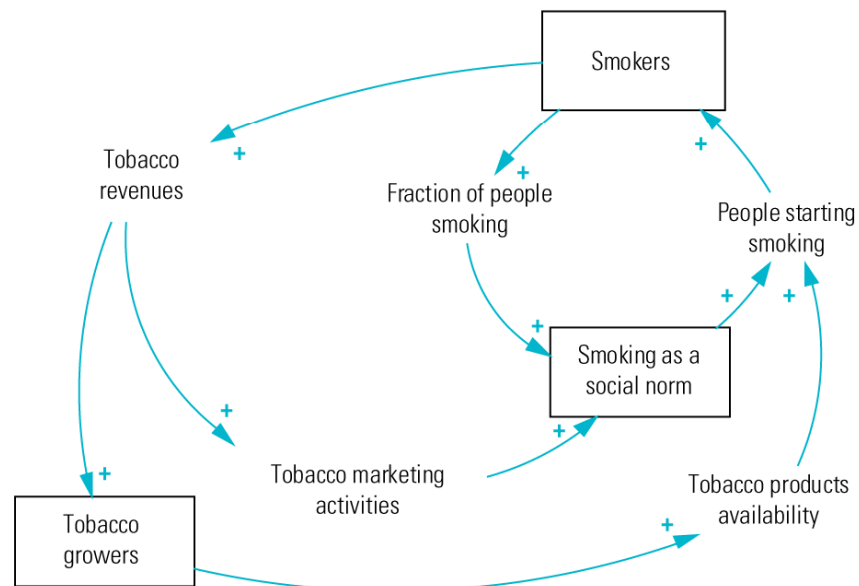 Smokers
+
Tobacco
revenues
+
+
Fraction of people
smoking
People starting
smoking
+
+
+
Smoking as a
social norm
+
+
Tobacco marketing
activities
+
Tobacco products
availability
+
Tobacco
growers
+